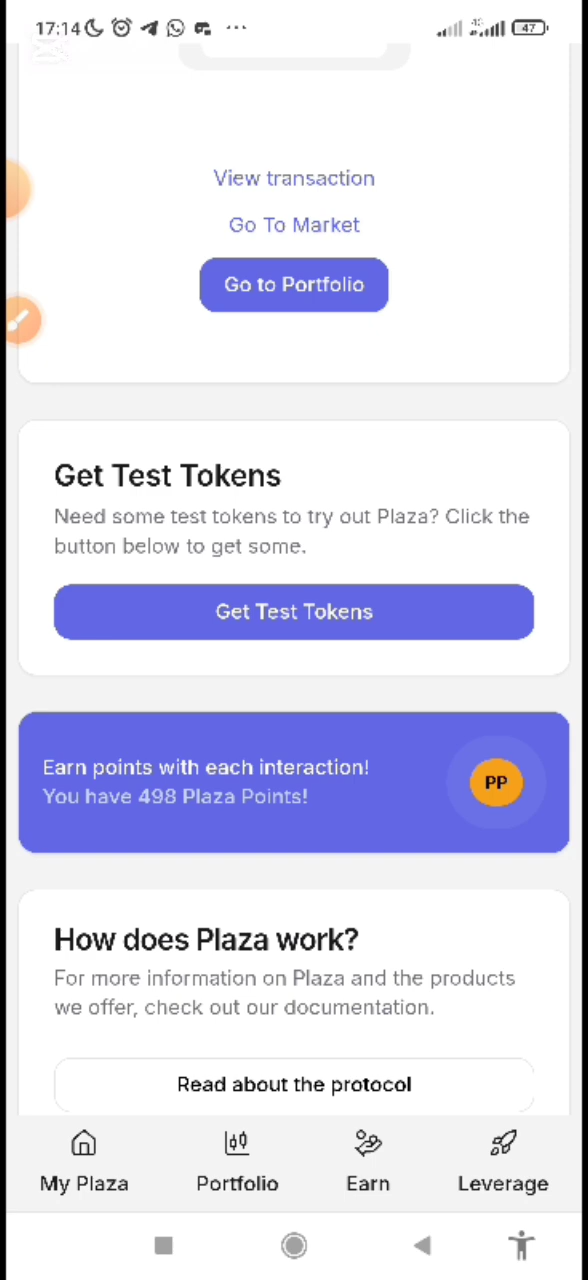 17:14
47
View transaction
Go To Market
Go to Portfolio
Get Test Tokens
Need some test tokens to try out Plaza? Click the
button below to get some.
Get Test Tokens
Earn points with each interaction!
You have 498 Plaza Points!
PP
How does Plaza work?
For more information on Plaza and the products
we offer, check out our documentation.
Read about the protocol
My Plaza
Portfolio
Earn
Leverage